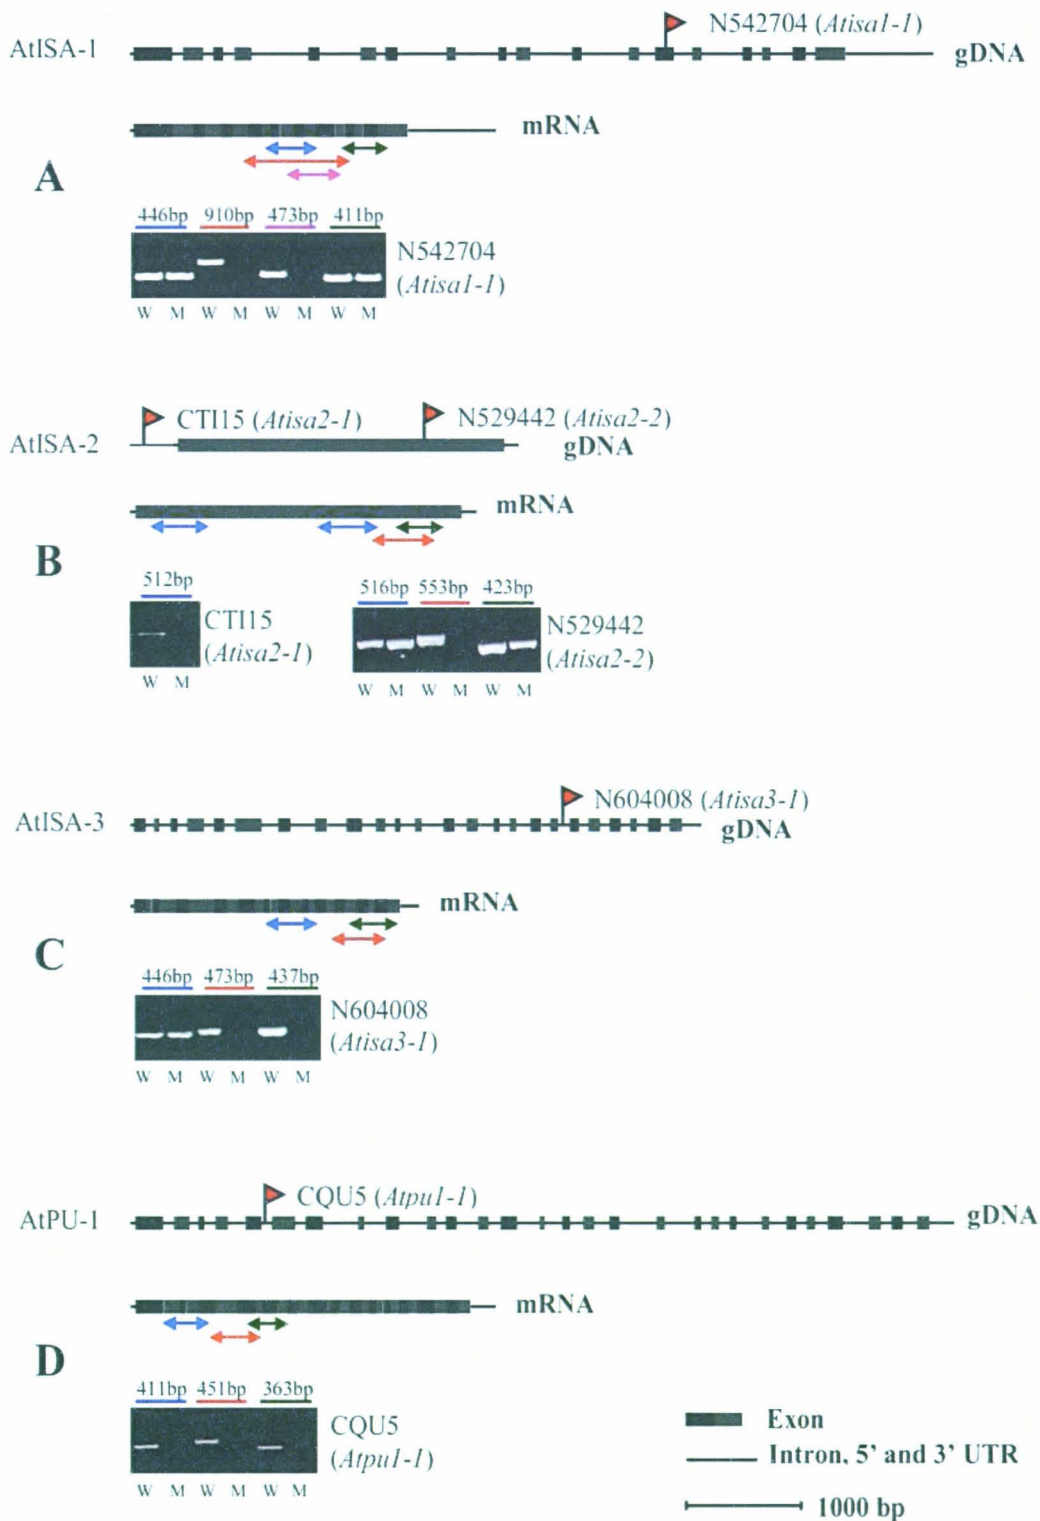 N542704 (Atisa1-1)
AtISA-1
gDNA
mRNA
A
446bp 910bp 473bp 411bp
N542704
(Atisa1-1)
W M W M W M W M
CTI15 (Atisa2-1)
N529442 (Atisa2-2)
AtISA-2
gDNA
mRNA
B
512bp
CTI15
(Atisa2-1)
W M
516bp 553bp 423bp
N529442
(Atisa2-2)
W M W M W M
N604008 (Atisa3-1)
AtISA-3
gDNA
mRNA
C
446bp 473bp 437bp
N604008
(Atisa3-1)
W M W M W M
CQU5 (Atpu1-1)
AtPU-1
gDNA
mRNA
D
411bp 451bp 363bp
CQU5
(Atpu1-1)
W M W M W M
Exon
Intron, 5' and 3' UTR
1000 bp